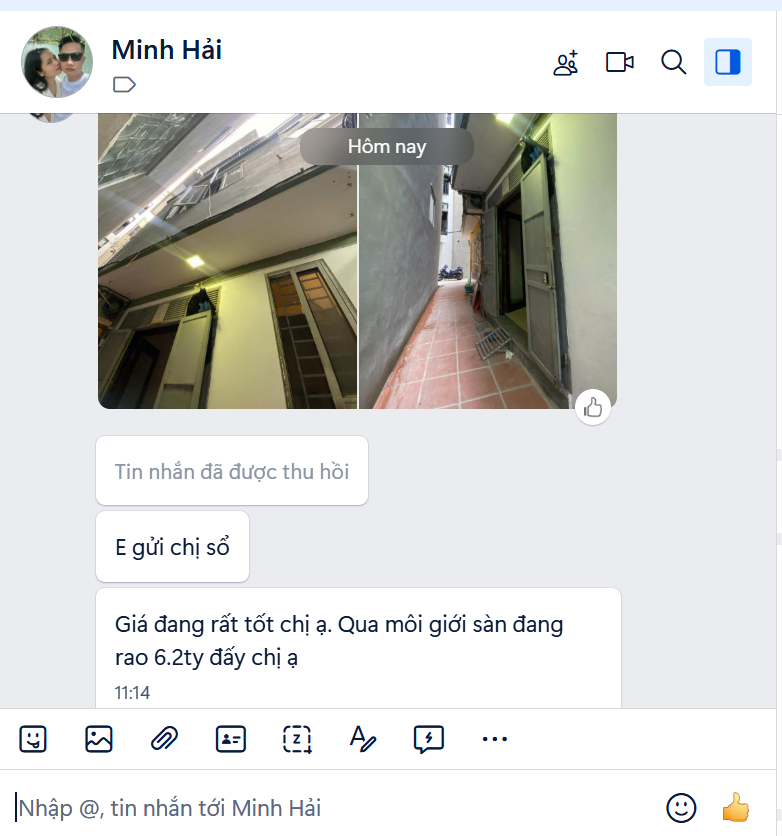 Minh Hải
Hôm nay
Tin nhắn đã được thu hồi
E gửi chị sổ
Giá đang rất tốt chị ạ. Qua môi giới sàn đang
rao 6.2ty đấy chị ạ
11:14
Z
Nhập @, tin nhắn tới Minh Hải